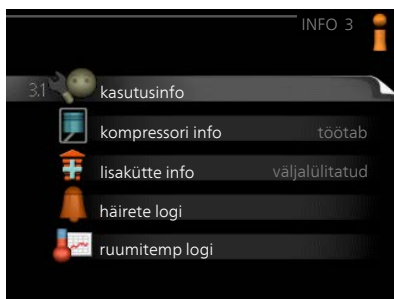 INFO 3
3.1 kasutusinfo
kompressori info töötab
lisakütte info väljalülitatud
häirete logi
ruumitemp logi